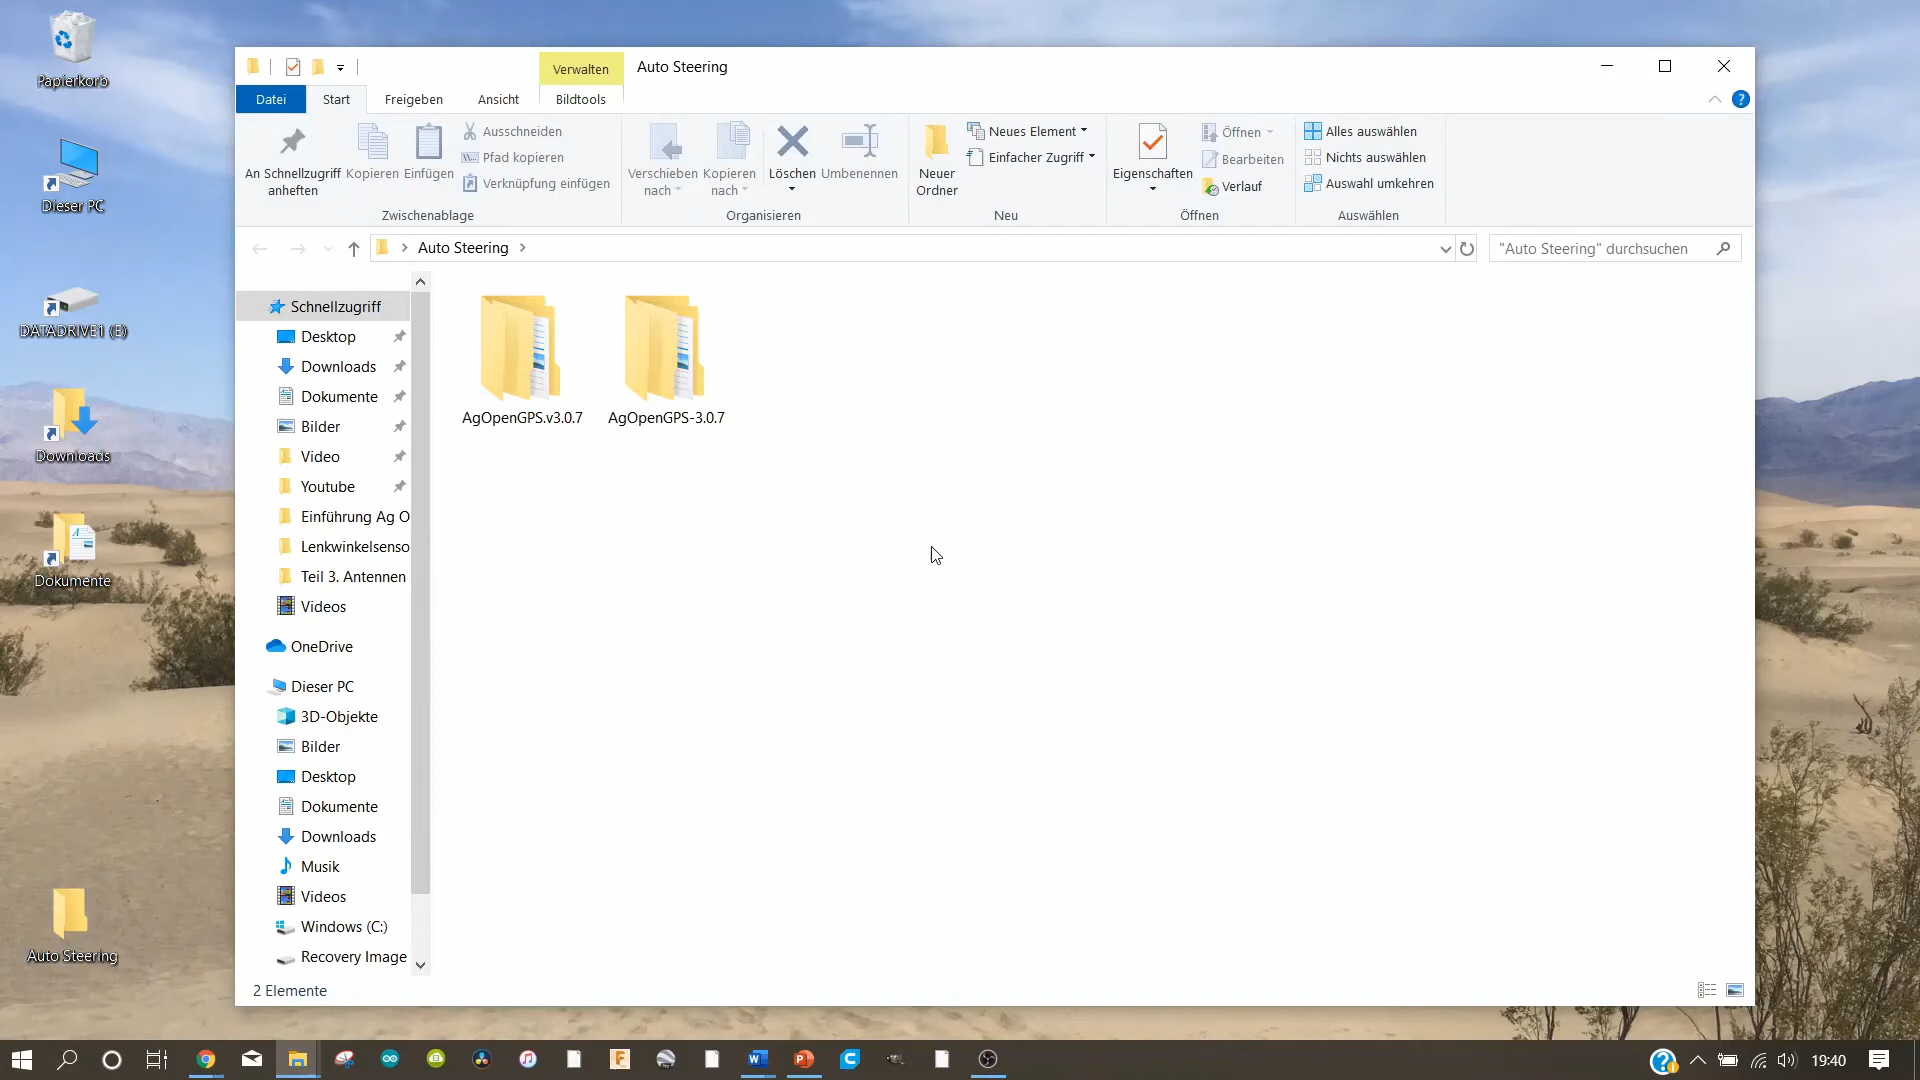 Papierkorb
Dieser PC
DATADRIVE1 (E)
Downloads
Dokumente
Auto Steering
Verwalten
Auto Steering
Datei
Start
Freigeben
Ansicht
Bildtools
An Schnellzugriff
anheften
Kopieren
Einfügen
Ausschneiden
Pfad kopieren
Verknüpfung einfügen
Zwischenablage
Verschieben
nach
Kopieren
nach
Löschen
Umbenennen
Organisieren
Neuer
Ordner
Neues Element
Einfacher Zugriff
Neu
Eigenschaften
Öffnen
Bearbeiten
Verlauf
Öffnen
Alles auswählen
Nichts auswählen
Auswahl umkehren
Auswählen
Auto Steering
"Auto Steering" durchsuchen
Schnellzugriff
Desktop
Downloads
Dokumente
Bilder
Video
Youtube
Einführung Ag O
Lenkwinkelsenso
Teil 3. Antennen
Videos
OneDrive
Dieser PC
3D-Objekte
Bilder
Desktop
Dokumente
Downloads
Musik
Videos
Windows (C:)
Recovery Image
AgOpenGPS.v3.0.7
AgOpenGPS-3.0.7
2 Elemente
19:40